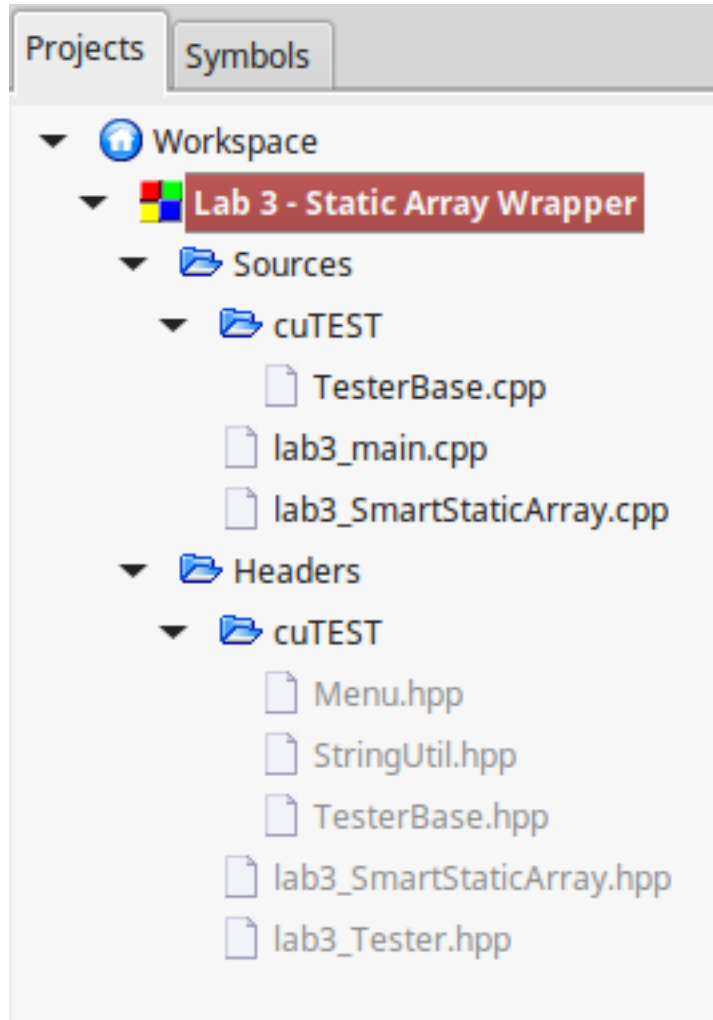 Projects Symbols
Workspace
Lab 3 - Static Array Wrapper
Sources
cuTEST
TesterBase.cpp
lab3_main.cpp
lab3_SmartStaticArray.cpp
Headers
cuTEST
Menu.hpp
StringUtil.hpp
TesterBase.hpp
lab3_SmartStaticArray.hpp
lab3_Tester.hpp